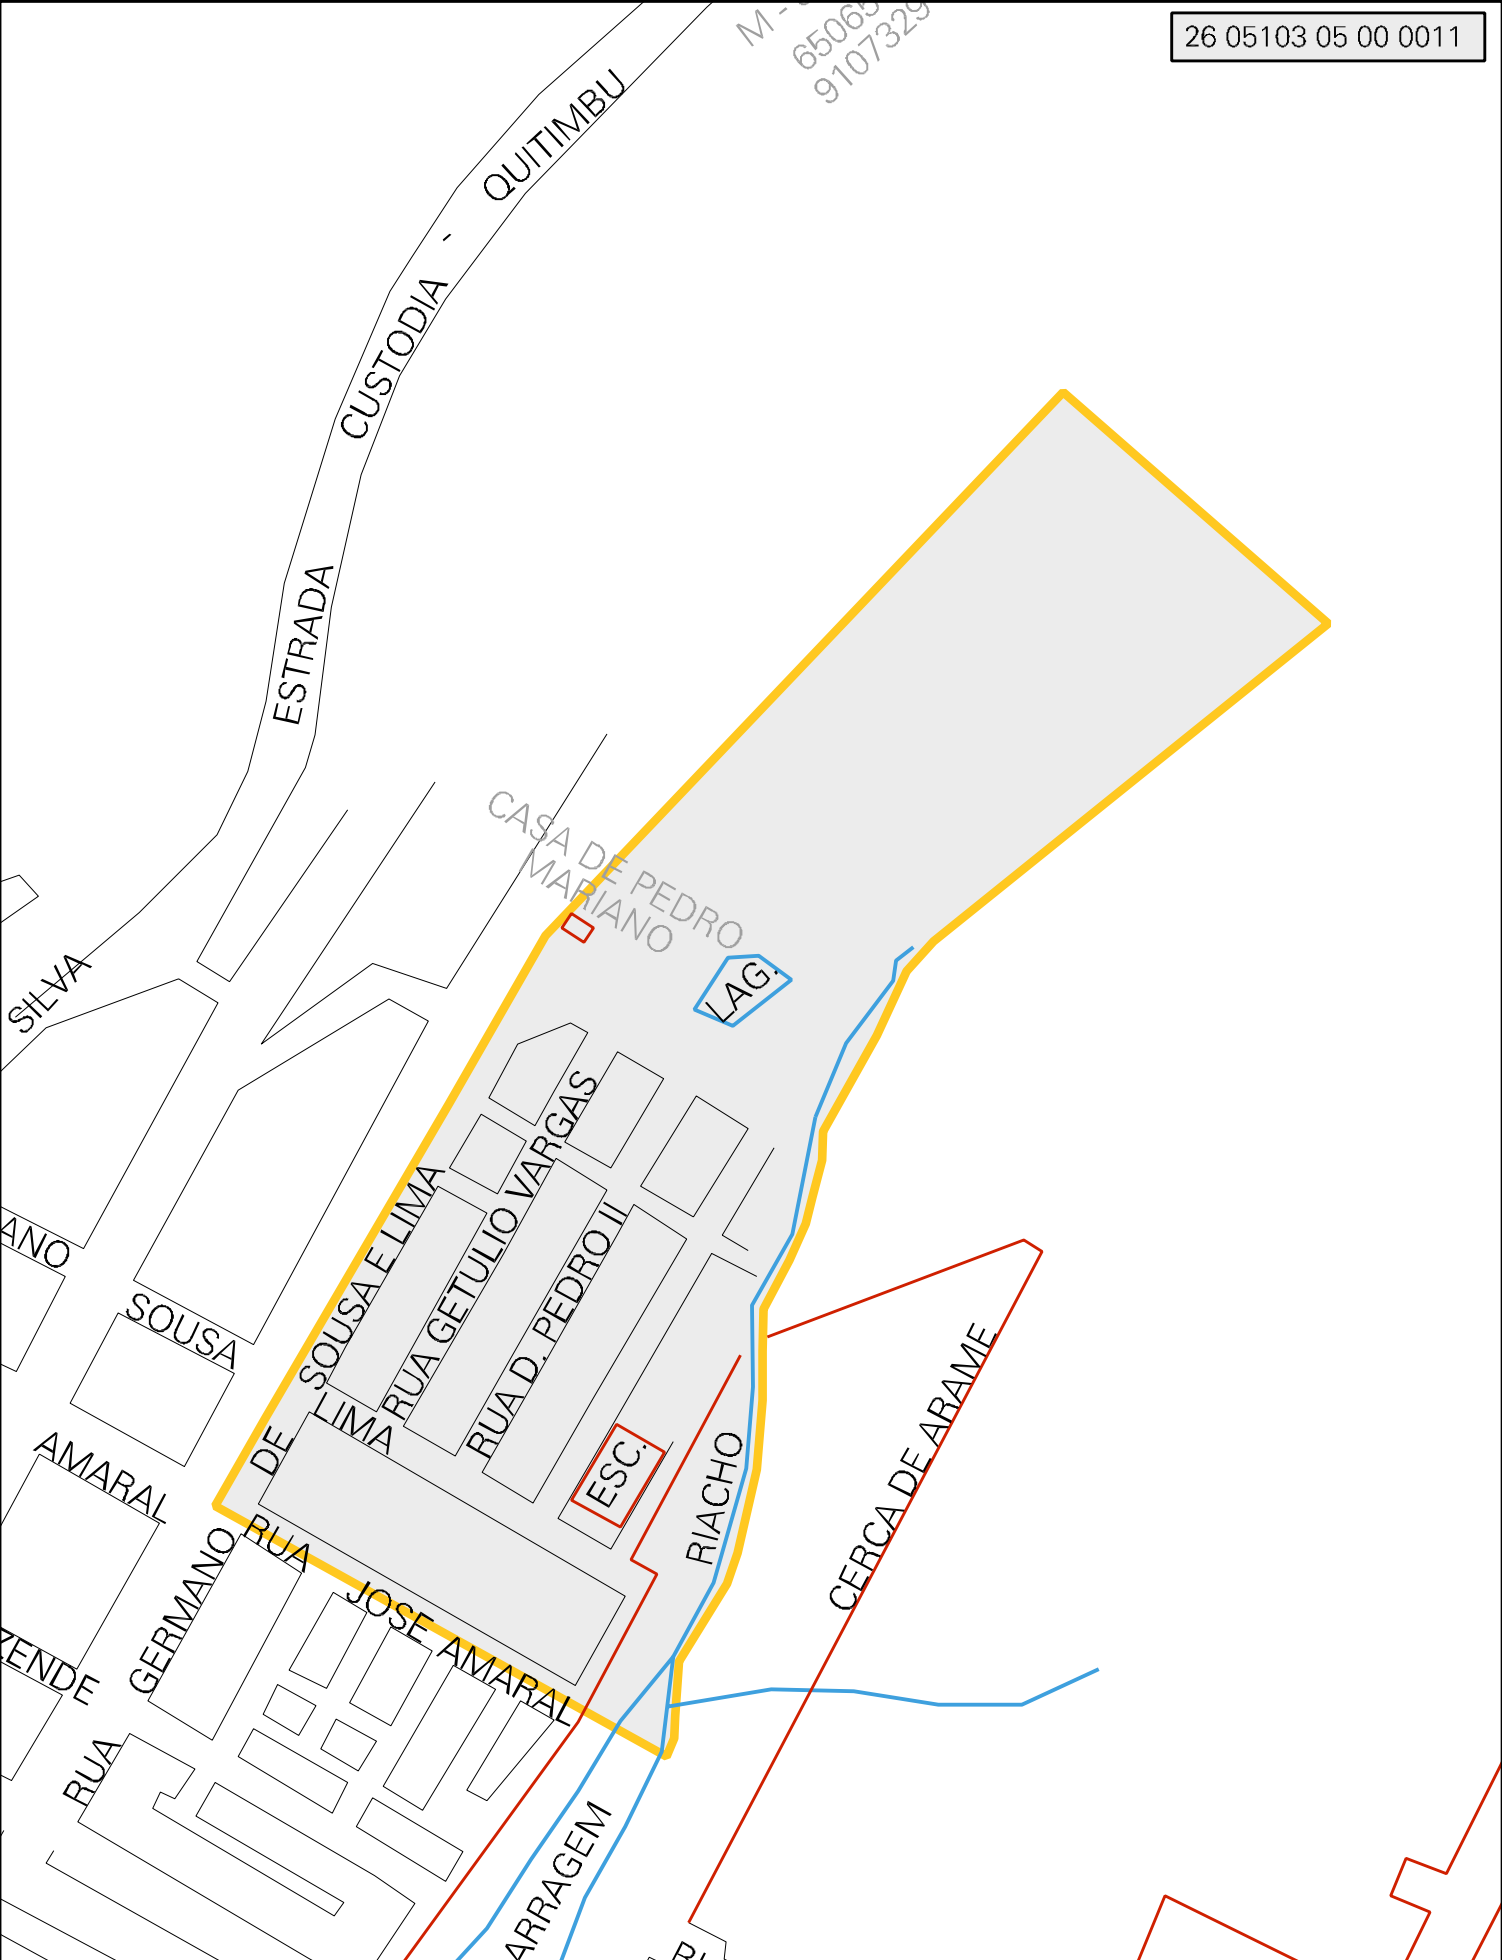 26 05103 05 00 0011
9107329
ESTRADA CUSTODIA - QUITIMBU
CASA DE PEDRO
MARIANO
LAG.
SILVA
RUA GETULIO VARGAS
RUA D. PEDRO II
SOUSA
AMARAL
LIMA
ESC.
RIACHO
CERCA DE ARAME
RUA GERMANO DE SOUSA E LIMA
RUA JOSE AMARAL